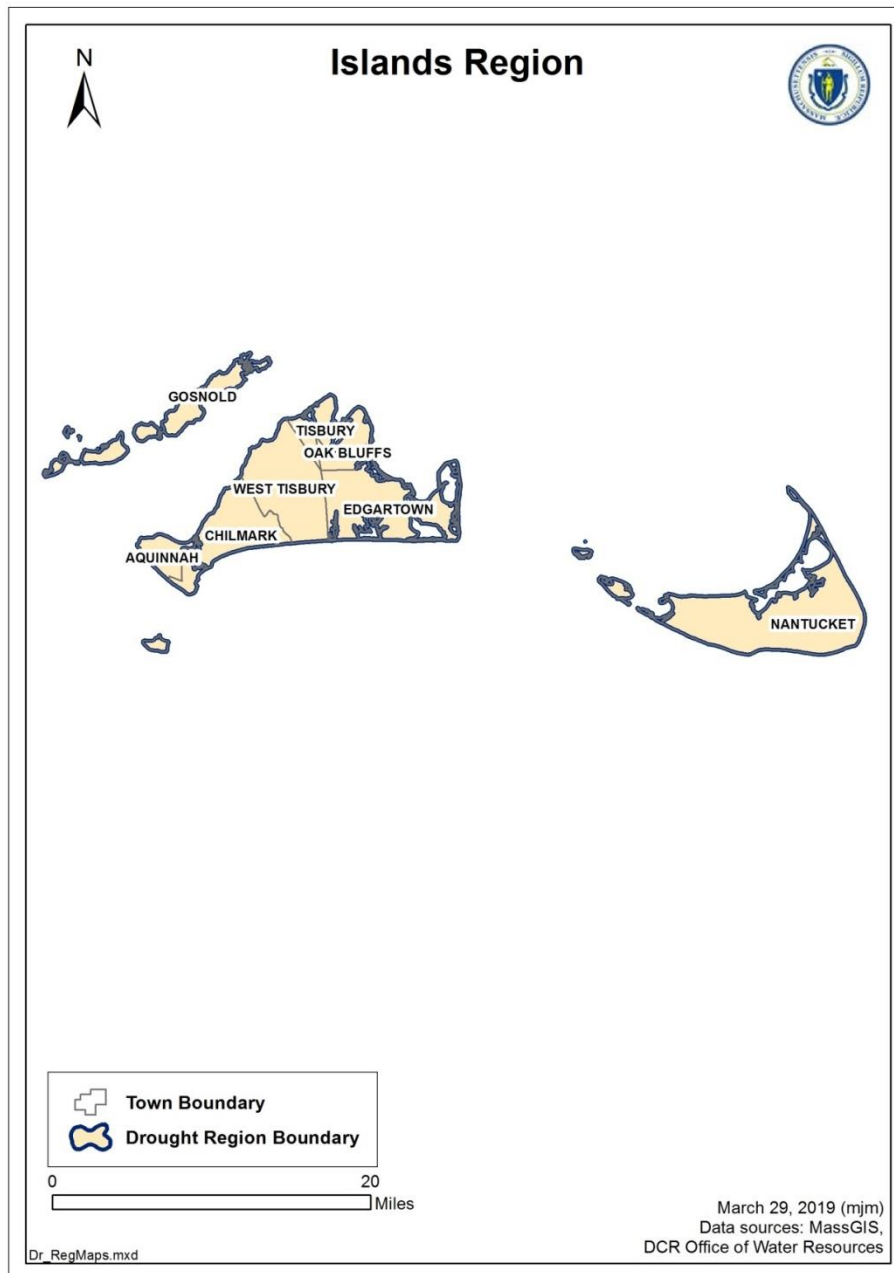 Islands Region
N
GOSNOLD
TISBURY
OAK BLUFFS
WEST TISBURY
EDGARTOWN
CHILMARK
AQUINNAH
NANTUCKET
Town Boundary
Drought Region Boundary
0 20
Miles
March 29, 2019 (mjm)
Data sources: MassGIS,
DCR Office of Water Resources
Dr_RegMaps.mxd